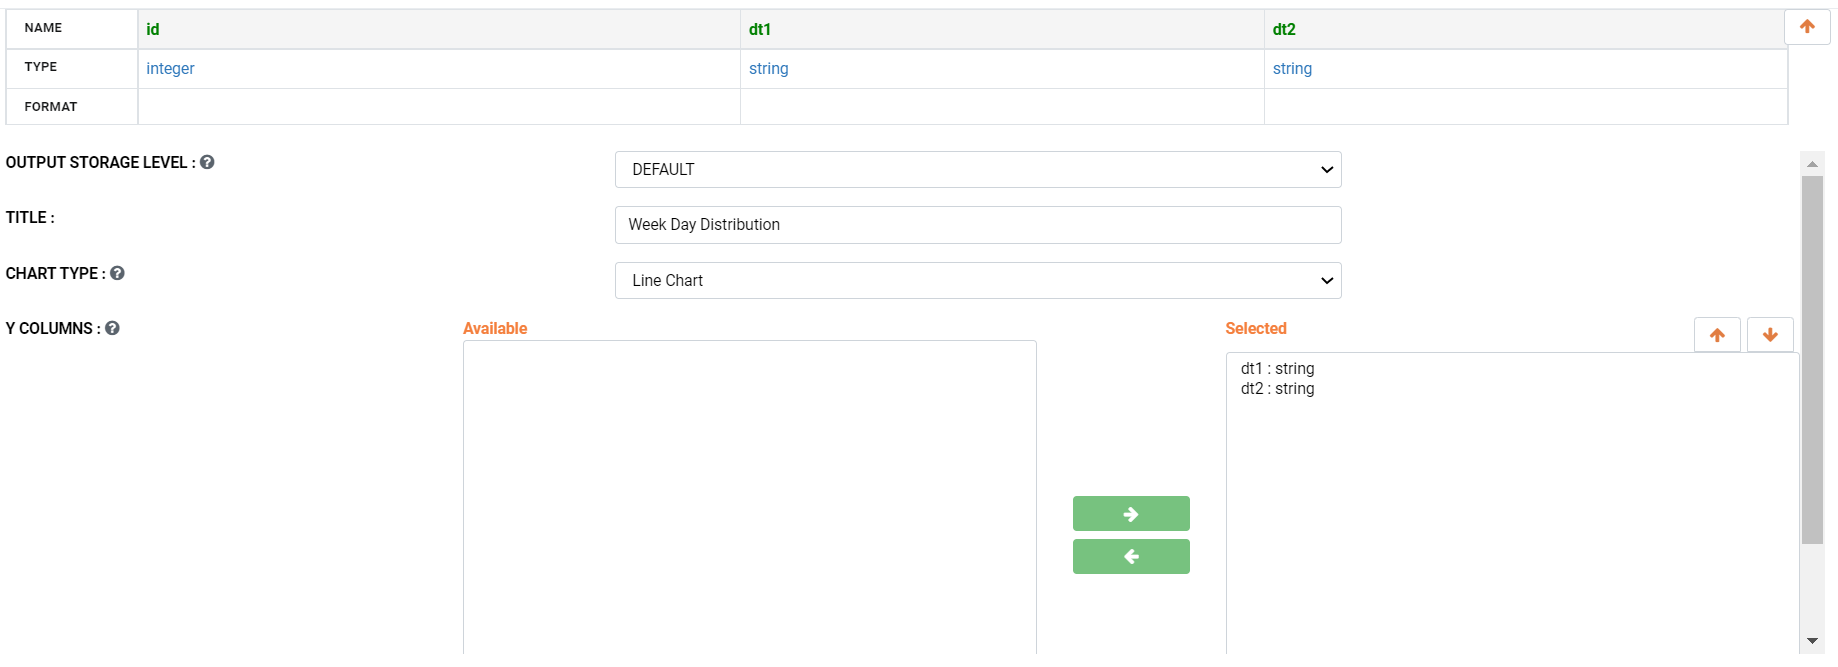 NAME id dt1 dt2
TYPE integer string string
FORMAT
OUTPUT STORAGE LEVEL : ?
DEFAULT
TITLE :
Week Day Distribution
CHART TYPE : ?
Line Chart
Y COLUMNS : ?
Available
Selected
dt1 : string
dt2 : string